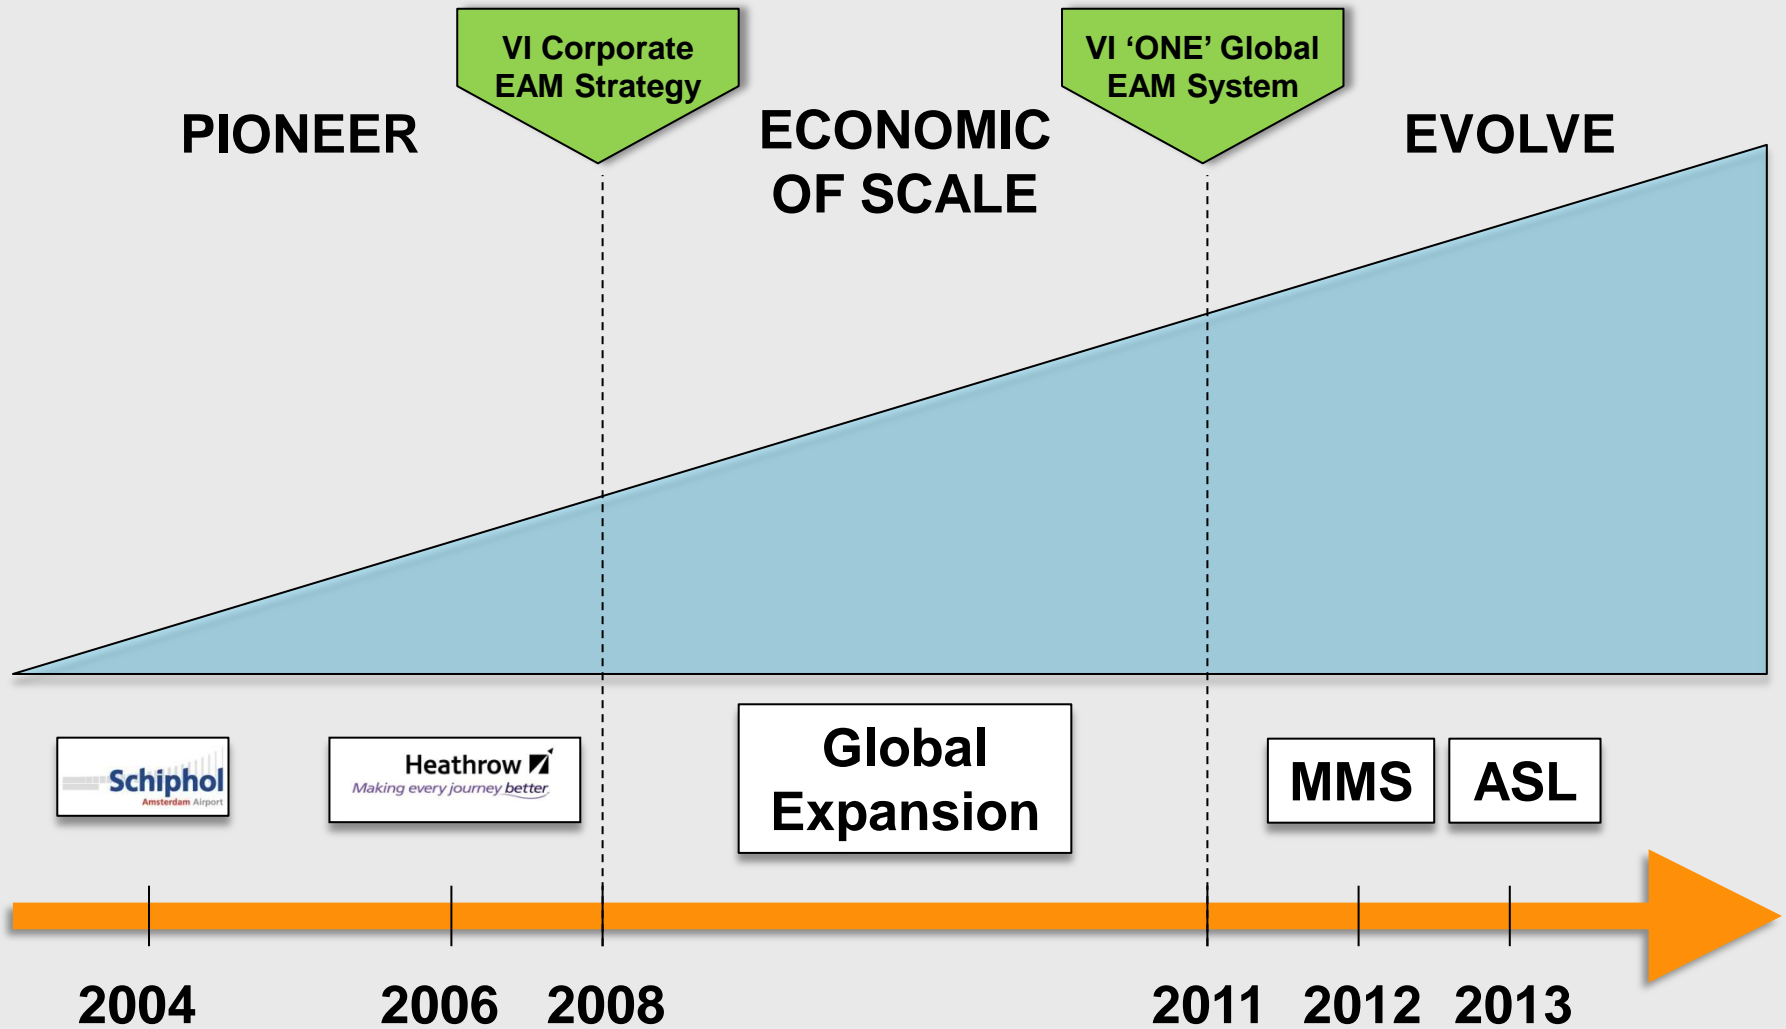 VI Corporate
EAM Strategy
VI ‘ONE’ Global
EAM System
PIONEER
ECONOMIC
OF SCALE
EVOLVE
Schiphol
Amsterdam Airport
Heathrow
Making every journey better
Global
Expansion
MMS
ASL
2004
2006
2008
2011
2012
2013